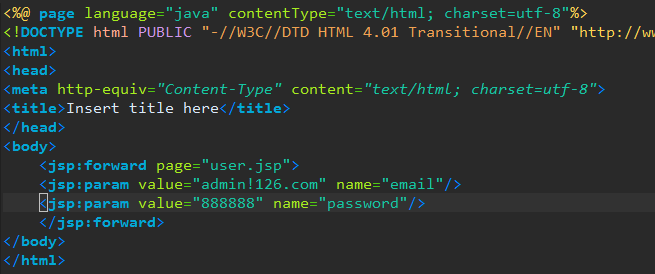 <%@ page language="java" contentType="text/html; charset=utf-8"%>
<!DOCTYPE html PUBLIC "-//W3C//DTD HTML 4.01 Transitional//EN" "http://ww
<html>
<head>
<meta http-equiv="Content-Type" content="text/html; charset=utf-8">
<title>Insert title here</title>
</head>
<body>
<jsp:forward page="user.jsp">
<jsp:param value="admin!126.com" name="email"/>
<jsp:param value="888888" name="password"/>
</jsp:forward>
</body>
</html>